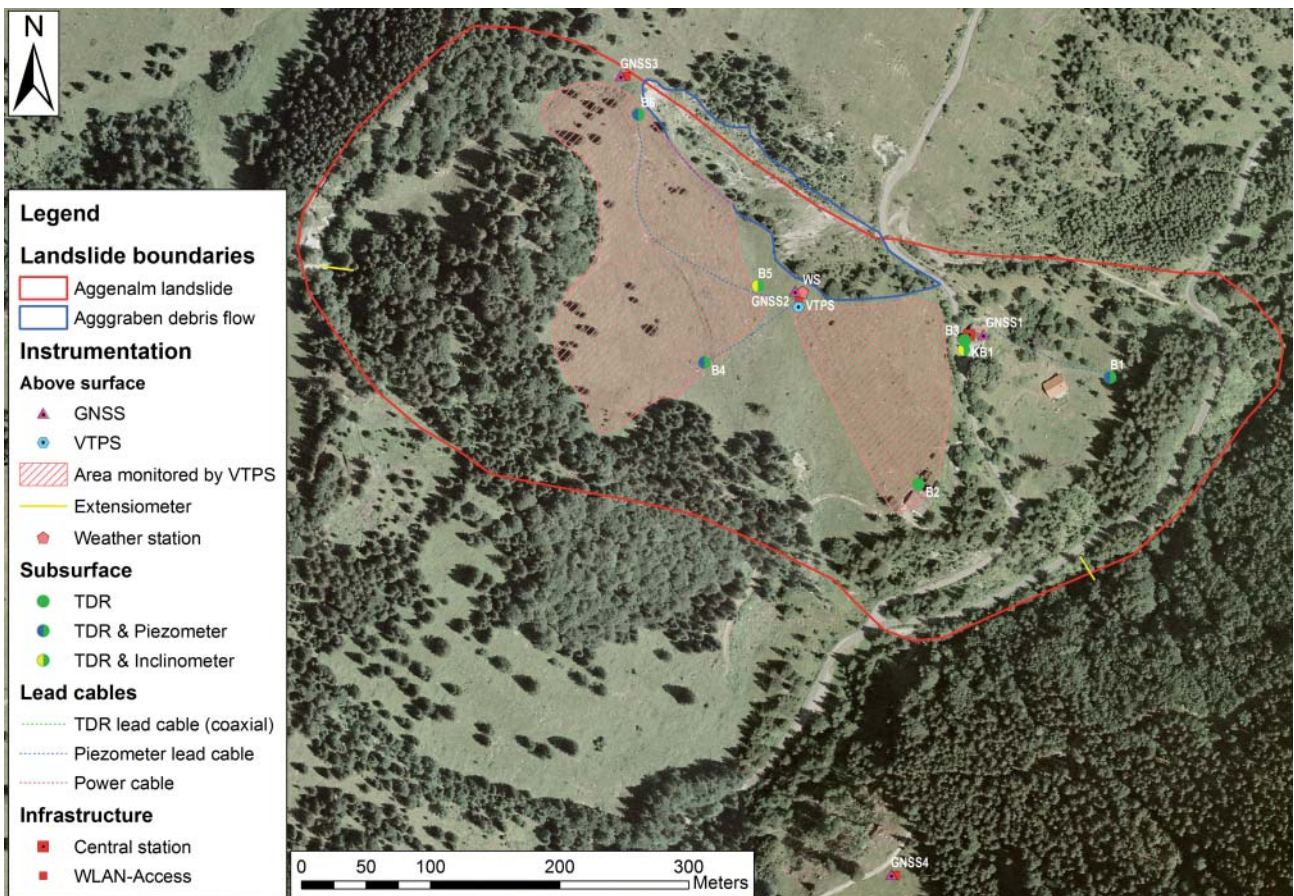 N
GNSS3
B6
Legend
Landslide boundaries
Aggenalm landslide
Agggraben debris flow
Instrumentation
Above surface
GNSS
VTPS
Area monitored by VTPS
Extensiometer
Weather station
Subsurface
TDR
TDR & Piezometer
TDR & Inclinometer
Lead cables
TDR lead cable (coaxial)
Piezometer lead cable
Power cable
Infrastructure
Central station
WLAN-Access
B5
WS
GNSS2
VTPS
B3
GNSS1
KB1
B4
B1
B2
0 50 100 200 300
Meters
GNSS4